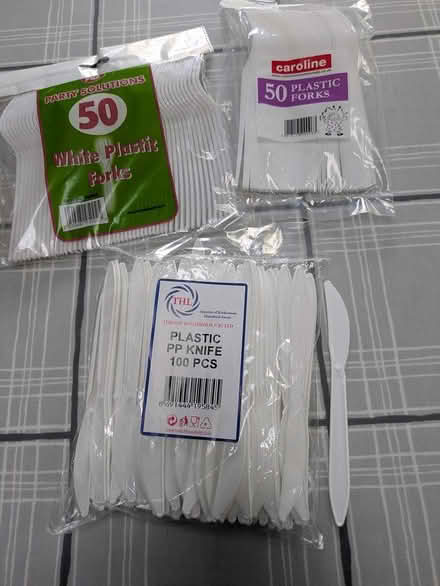 PARTY SOLUTIONS
50
White Plastic
Forks
caroline
50 PLASTIC
FORKS
THL
PLASTIC
PP KNIFE
100 PCS